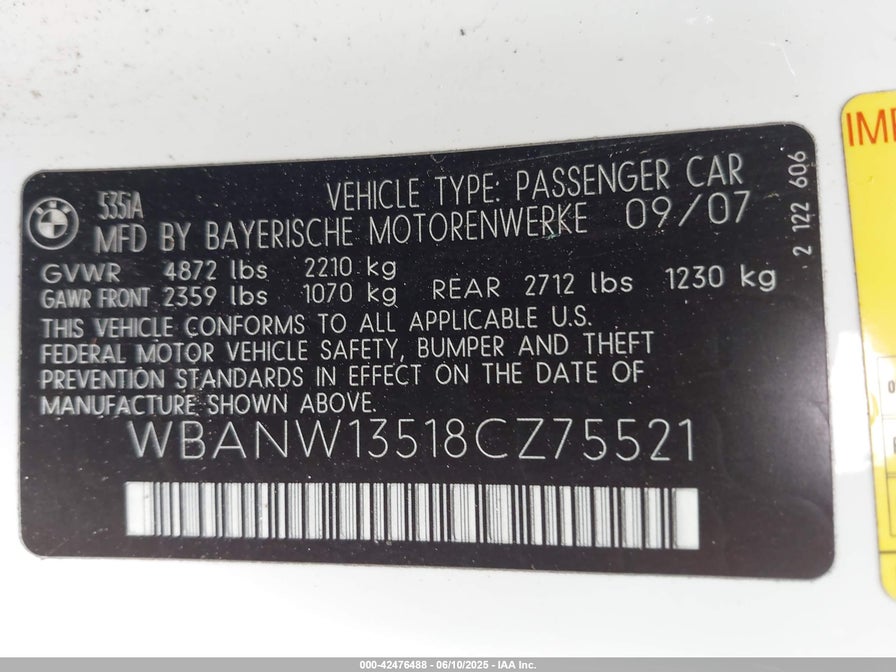 535iA VEHICLE TYPE: PASSENGER CAR
MFD BY BAYERISCHE MOTORENWERKE 09/07
GVWR 4872 lbs 2210 kg
GAWR FRONT 2359 lbs 1070 kg REAR 2712 lbs 1230 kg
THIS VEHICLE CONFORMS TO ALL APPLICABLE U.S.
FEDERAL MOTOR VEHICLE SAFETY, BUMPER AND THEFT
PREVENTION STANDARDS IN EFFECT ON THE DATE OF
MANUFACTURE SHOWN ABOVE.
WBANW13518CZ75521
2 122 606
000-42476488 - 06/10/2025 - IAA Inc.